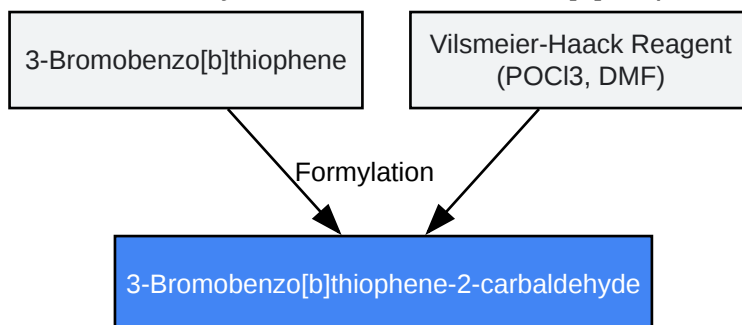 3-Bromobenzo[b]thiophene
Vilsmeier-Haack Reagent
(POCl3, DMF)
Formylation
3-Bromobenzo[b]thiophene-2-carbaldehyde